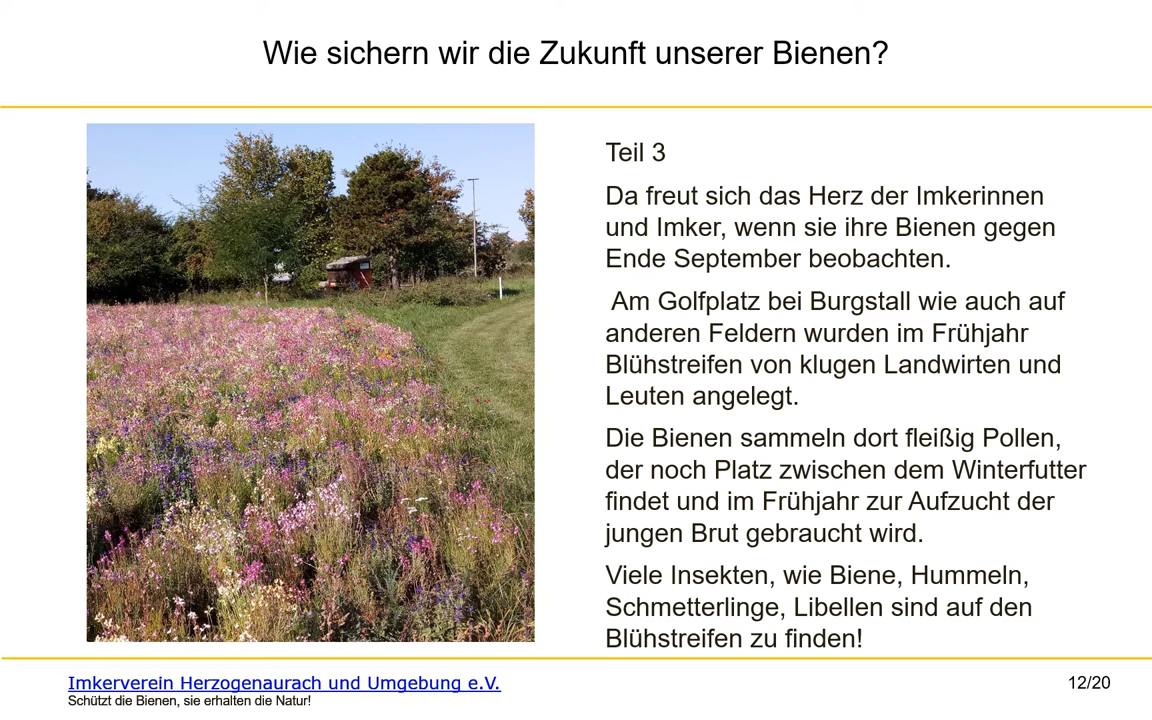 Wie sichern wir die Zukunft unserer Bienen?
Teil 3
Da freut sich das Herz der Imkerinnen
und Imker, wenn sie ihre Bienen gegen
Ende September beobachten.
Am Golfplatz bei Burgstall wie auch auf
anderen Feldern wurden im Frühjahr
Blühstreifen von klugen Landwirten und
Leuten angelegt.
Die Bienen sammeln dort fleißig Pollen,
der noch Platz zwischen dem Winterfutter
findet und im Frühjahr zur Aufzucht der
jungen Brut gebraucht wird.
Viele Insekten, wie Biene, Hummeln,
Schmetterlinge, Libellen sind auf den
Blühstreifen zu finden!
Imkerverein Herzogenaurach und Umgebung e.V.
Schützt die Bienen, sie erhalten die Natur!
12/20